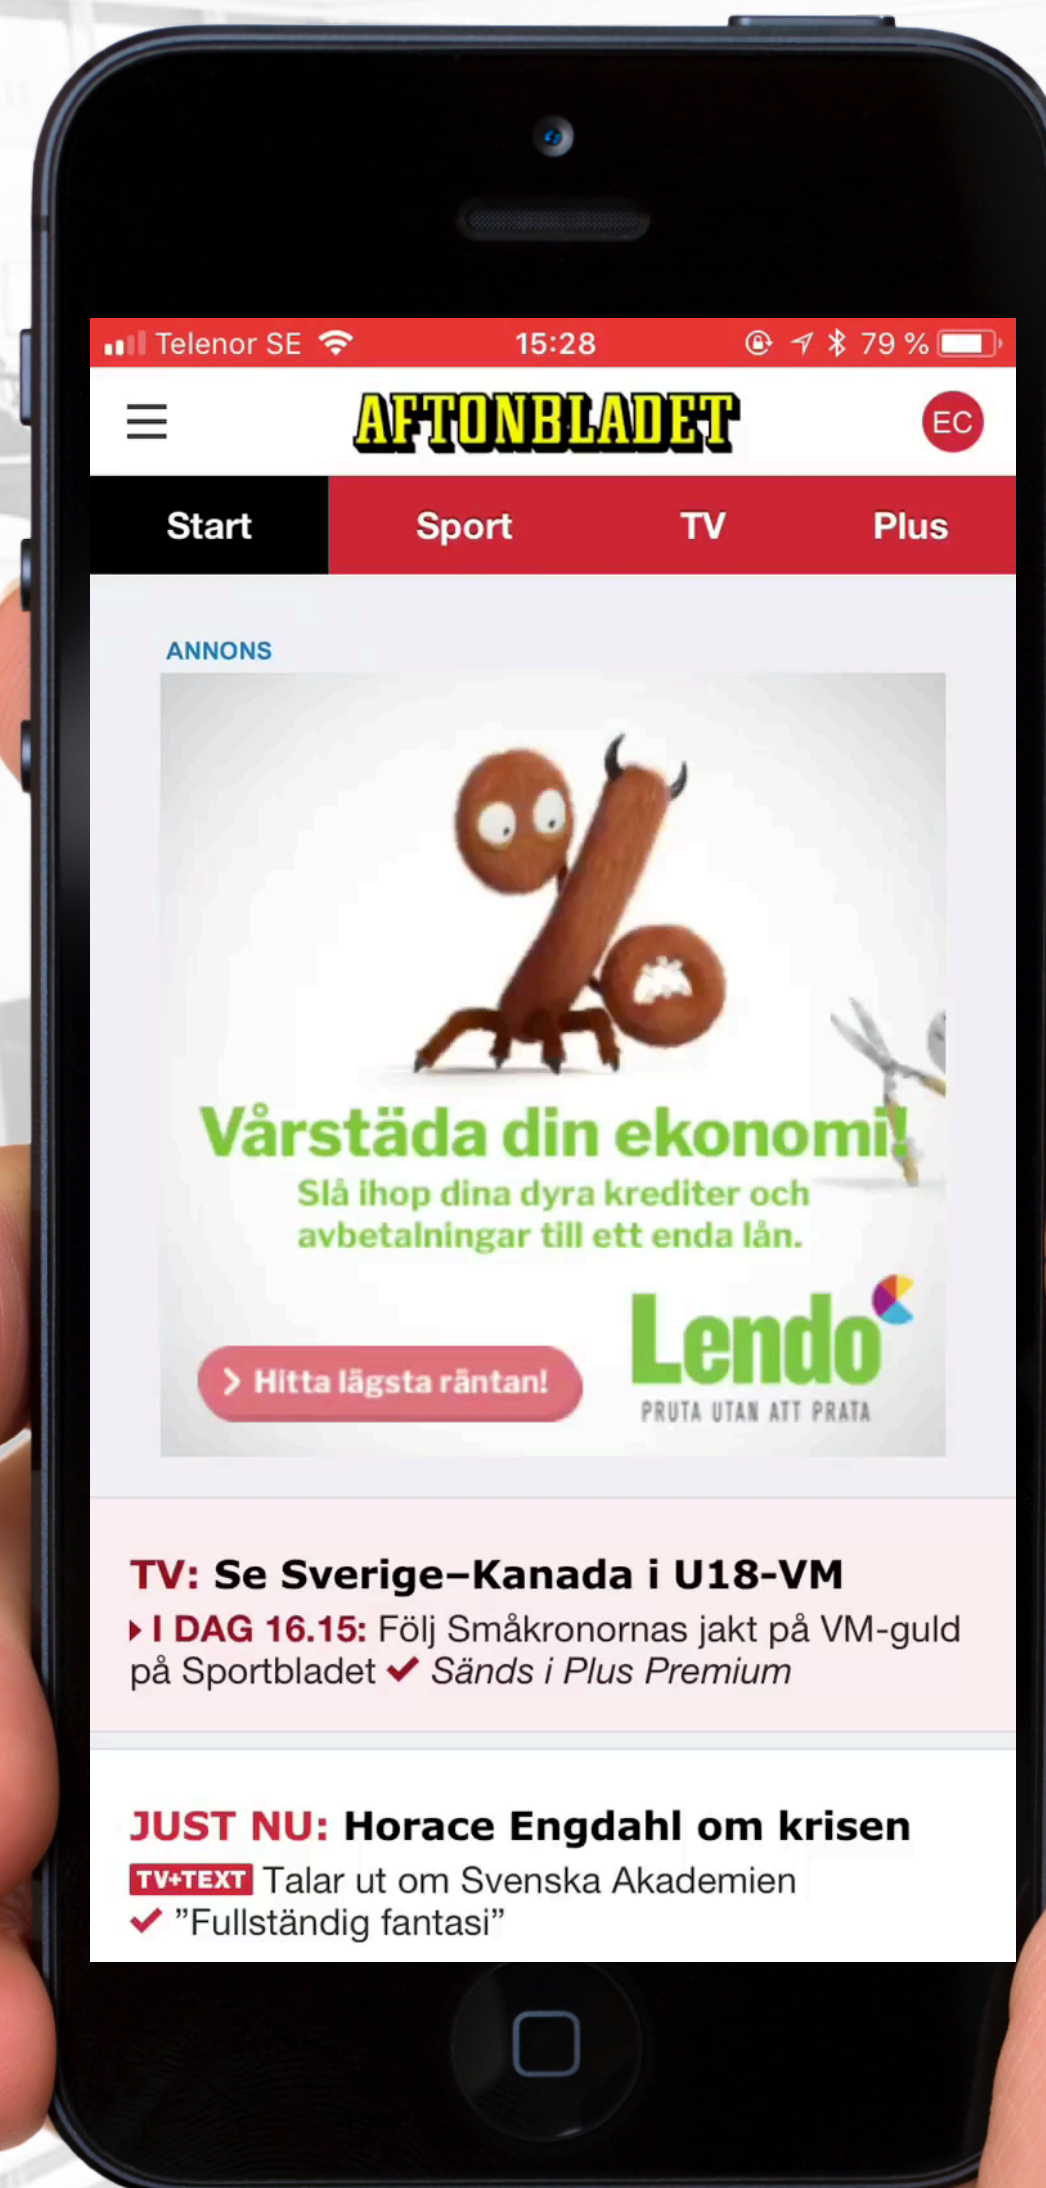 Telenor SE 15:28 79 %
AFTONBLADET EC
Start Sport TV Plus
ANNONS
Vårstäda din ekonomi!
Slå ihop dina dyra krediter och
avbetalningar till ett enda lån.
Lendo
> Hitta lägsta räntan!
PRUTA UTAN ATT PRATA
TV: Se Sverige–Kanada i U18-VM
I DAG 16.15: Följ Småkronornas jakt på VM-guld
på Sportbladet ✔ Sänds i Plus Premium
JUST NU: Horace Engdahl om krisen
TV+TEXT Talar ut om Svenska Akademien
✔ ”Fullständig fantasi”